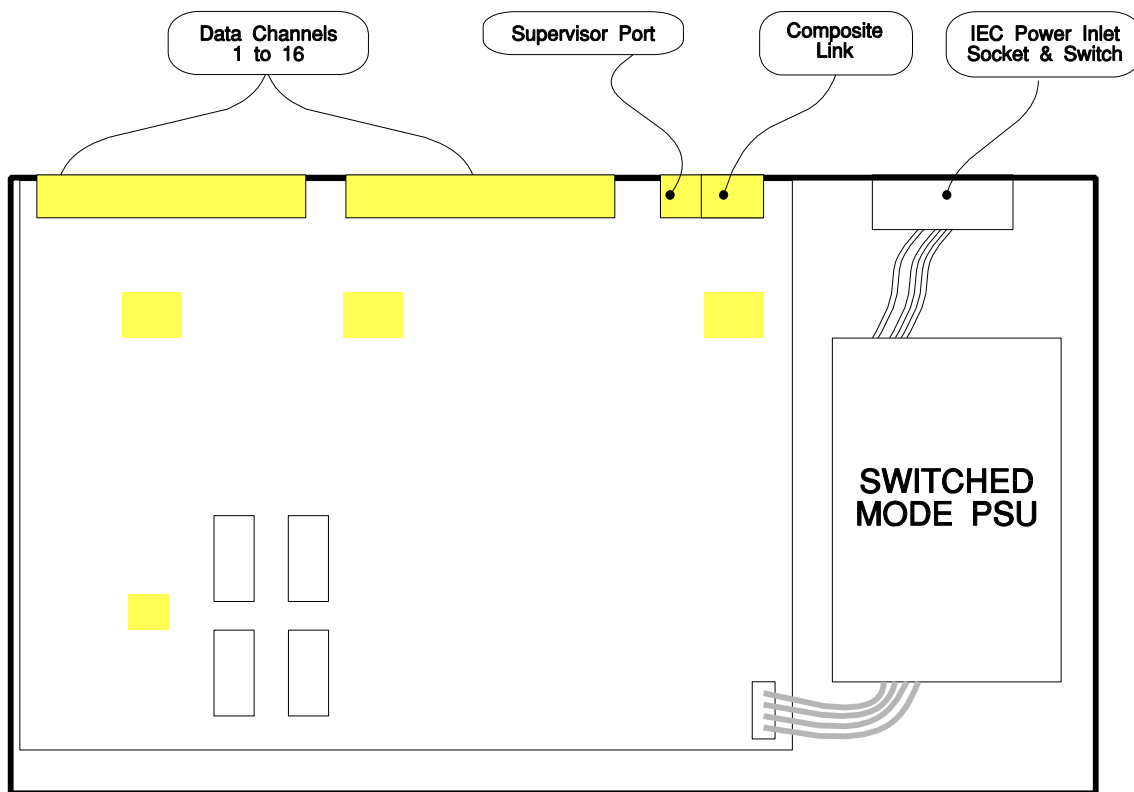 Data Channels
1 to 16
Supervisor Port
Composite
Link
IEC Power Inlet
Socket & Switch
SWITCHED
MODE PSU